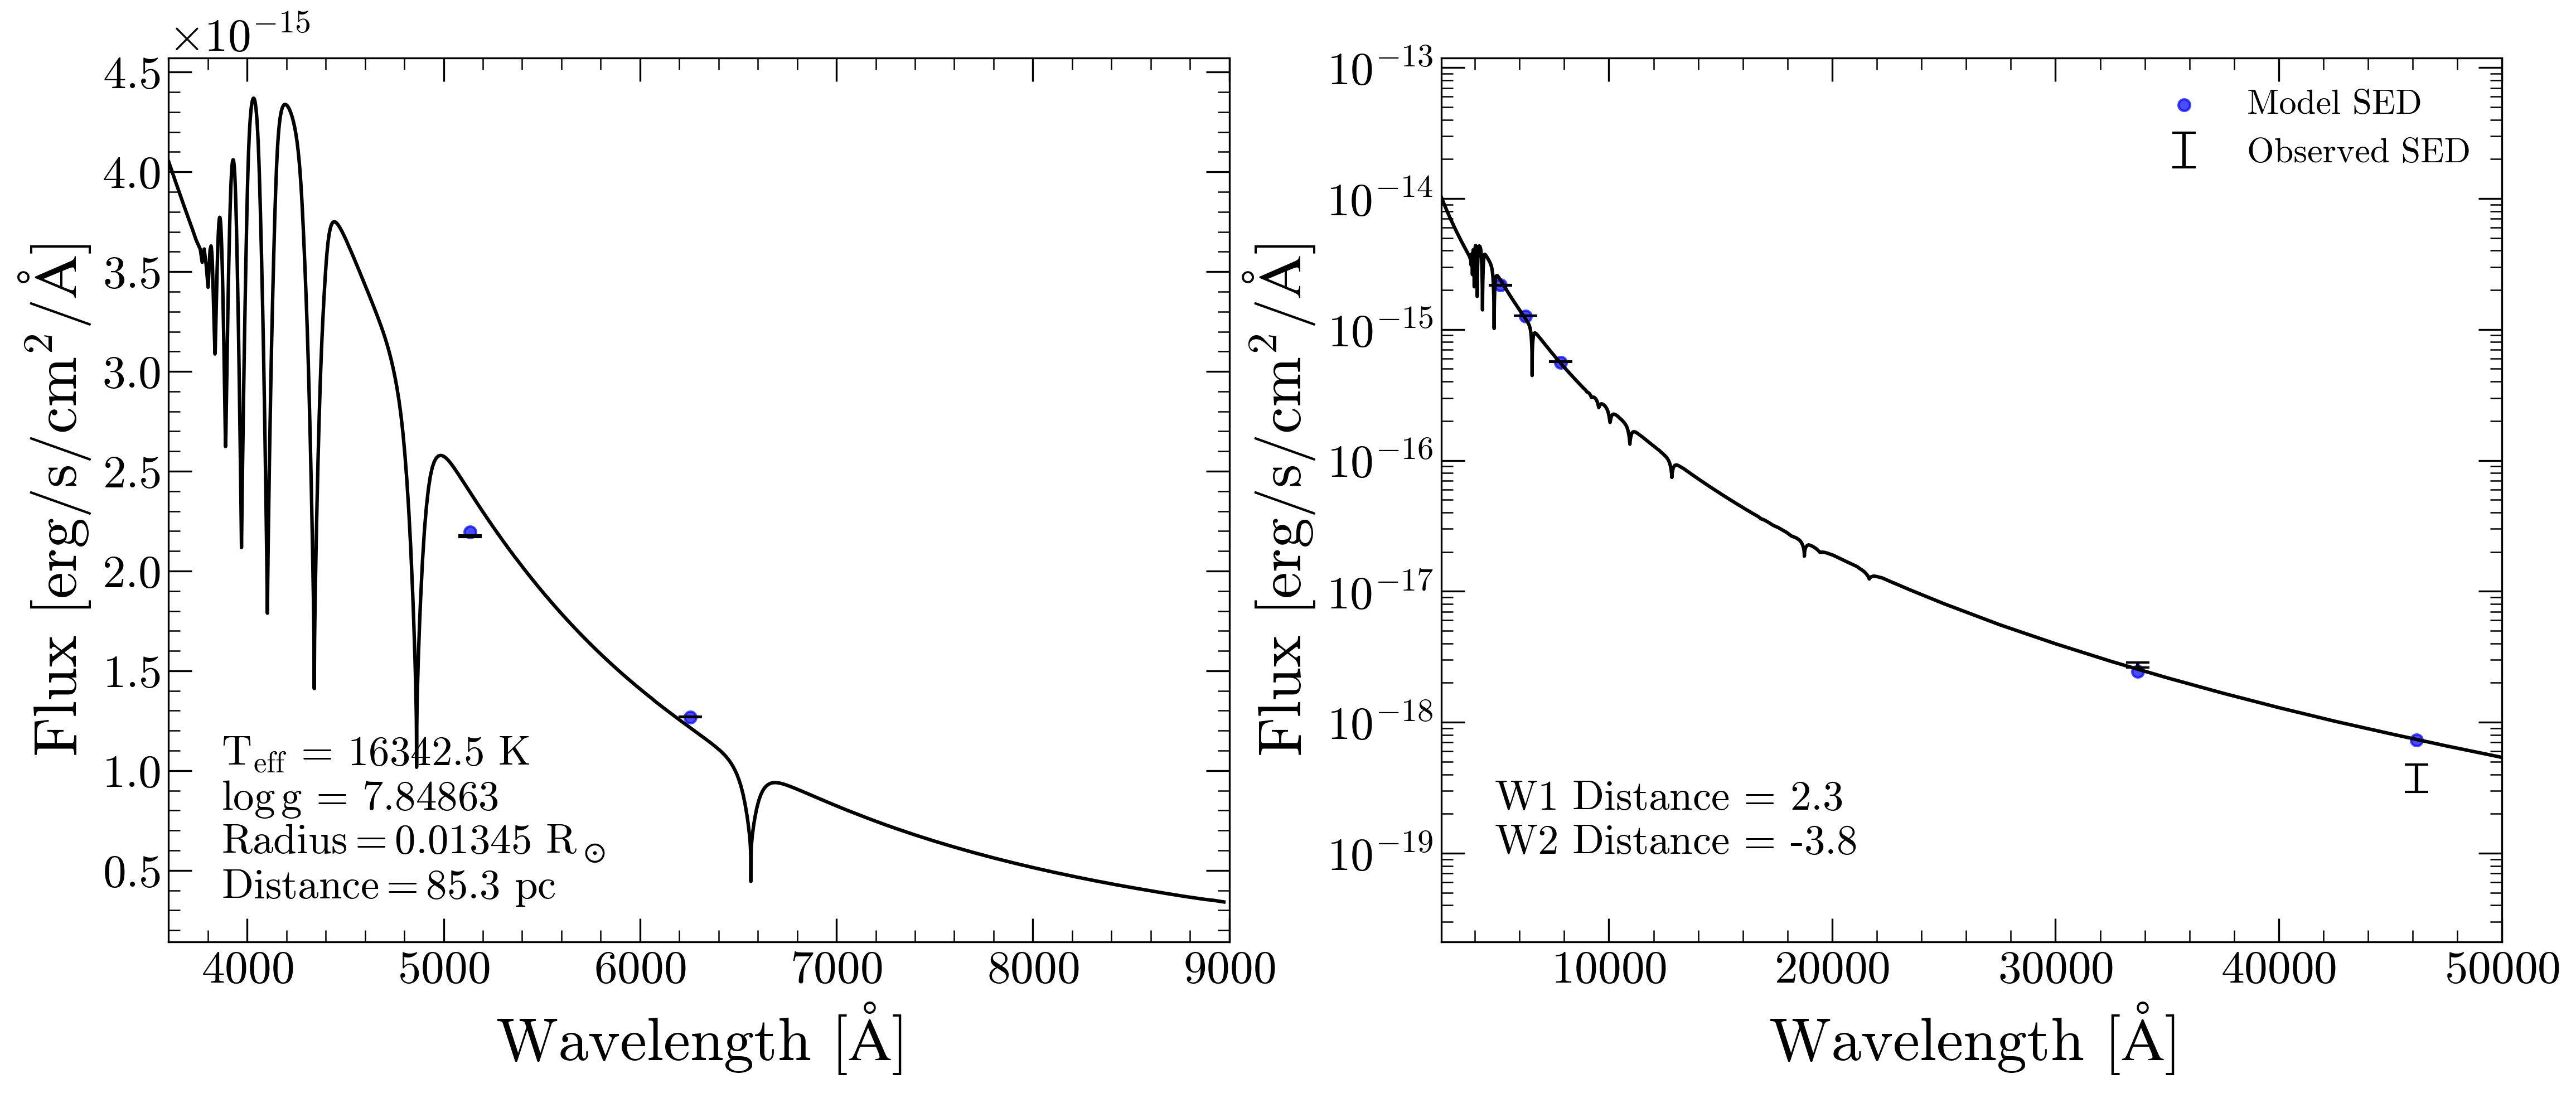 ×10⁻¹⁵
4.5
4.0
3.5
3.0
2.5
2.0
1.5
1.0
0.5
Flux [erg/s/cm²/Å]
T_eff = 16342.5 K
log g = 7.84863
Radius = 0.01345 R_⊙
Distance = 85.3 pc
4000 5000 6000 7000 8000 9000
Wavelength [Å]
10⁻¹³
10⁻¹⁴
10⁻¹⁵
10⁻¹⁶
10⁻¹⁷
10⁻¹⁸
10⁻¹⁹
Flux [erg/s/cm²/Å]
Model SED
Observed SED
W1 Distance = 2.3
W2 Distance = -3.8
10000 20000 30000 40000 50000
Wavelength [Å]